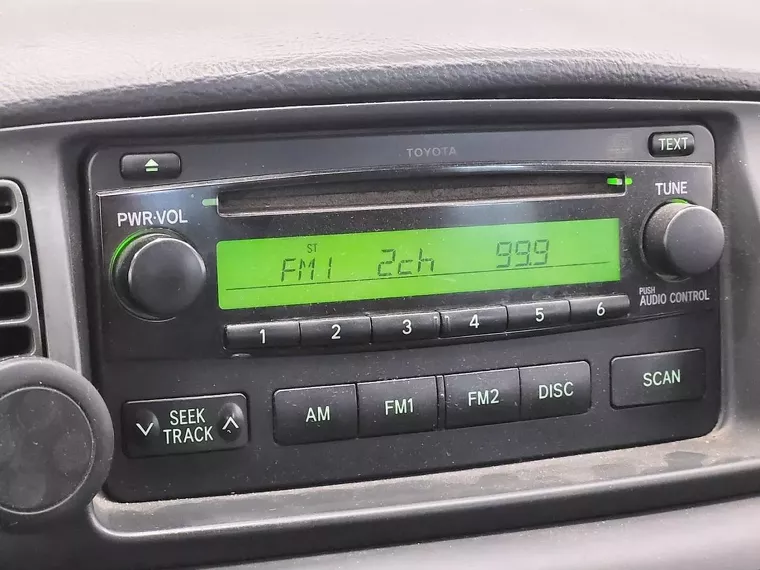 TOYOTA
TEXT
PWR·VOL
TUNE
ST
FM1 2ch 99.9
PUSH
AUDIO CONTROL
1 2 3 4 5 6
SEEK
TRACK
AM FM1 FM2 DISC SCAN